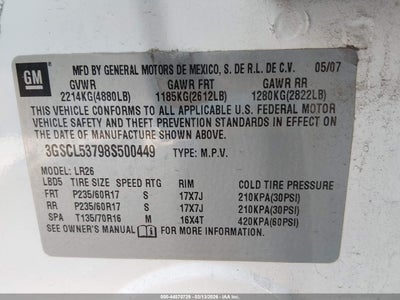 GM
MFD BY GENERAL MOTORS DE MEXICO, S. DE R.L. DE C.V. 05/07
GVWR GAWR FRT GAWR RR
2214KG(4880LB) 1185KG(2612LB) 1280KG(2822LB)
THIS VEHICLE CONFORMS TO ALL APPLICABLE U.S. FEDERAL MOTOR
VEHICLE SAFETY, BUMPER, AND THEFT PREVENTION
STANDARDS IN EFFECT ON THE
DATE OF MANUFACTURE SHOWN ABOVE.
3GSCL53798S500449 TYPE: M.P.V.
MODEL: LR26
LBD5 TIRE SIZE SPEED RTG RIM COLD TIRE PRESSURE
FRT P235/60R17 S 17X7J 210KPA(30PSI)
RR P235/60R17 S 17X7J 210KPA(30PSI)
SPA T135/70R16 M 16X4T 420KPA(60PSI)
SEE OWNER'S MANUAL FOR MORE INFORMATION.